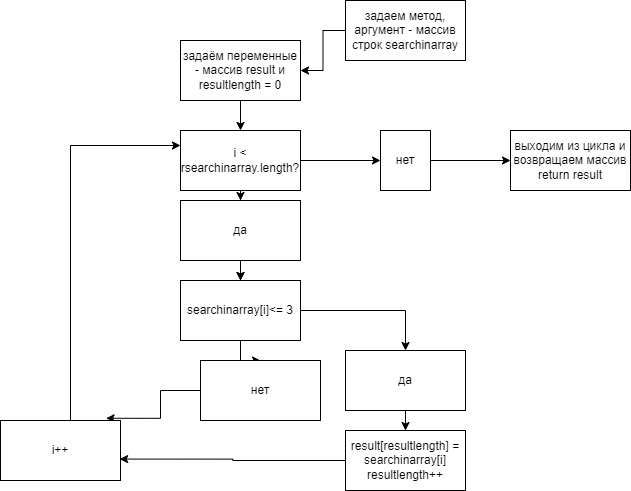 задаем метод,
аргумент - массив
строк searchinarray
задаём переменные
- массив result и
resultlength = 0
i <
rsearchinarray.length?
нет
выходим из цикла и
возвращаем массив
return result
да
searchinarray[i]<= 3
нет
да
i++
result[resultlength] =
searchinarray[i]
resultlength++